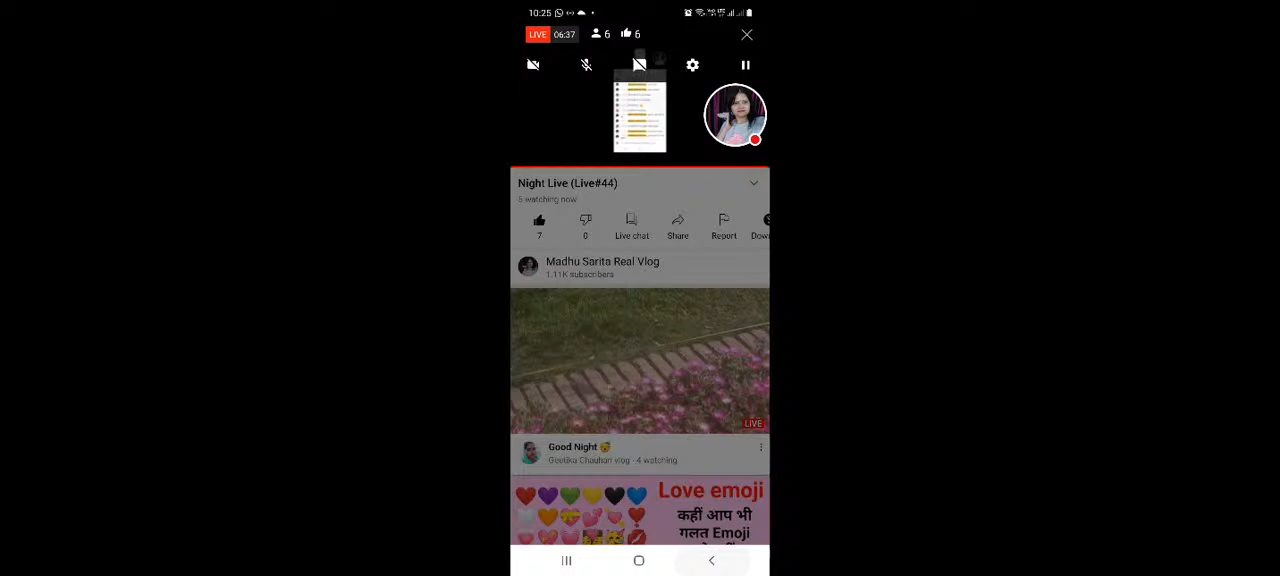 10:25
LIVE 06:37 6 6
Night Live (Live#44)
watching now
7 0 Live chat Share Report Down
Madhu Sarita Real Vlog
1.11K subscribers
LIVE
Good Night 😴
Geetika Chauhan vlog · 4 watching
Love emoji
कहीं आप भी
गलत Emoji